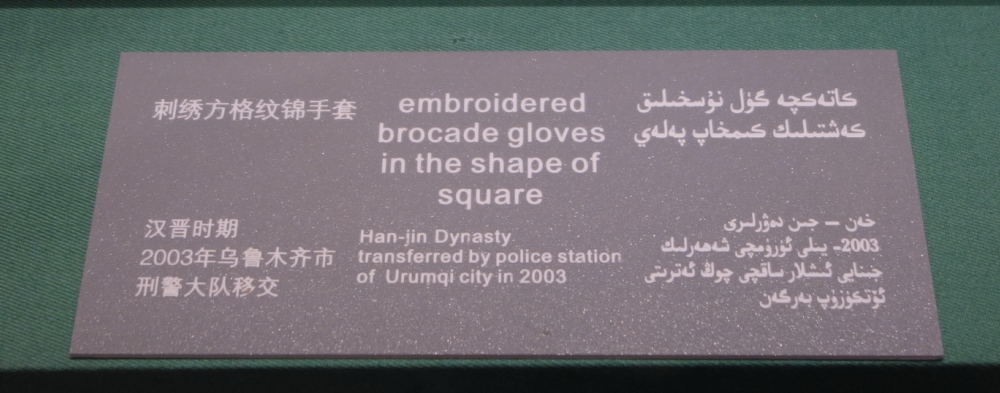 刺绣方格纹锦手套
embroidered
brocade gloves
in the shape of
square
كاتەكچە گۈل نۇسخىلىق
كەشتىلىك كىمخاپ پەلەي
汉晋时期
2003年乌鲁木齐市
刑警大队移交
Han-jin Dynasty
transferred by police station
of Urumqi city in 2003
خەن – جىن دەۋرلىرى
2003- يىلى ئۈرۈمچى شەھەرلىك
جىنايى ئىشلار ساقچى چوڭ ئەترىتى
ئۆتكۈزۈپ بەرگەن